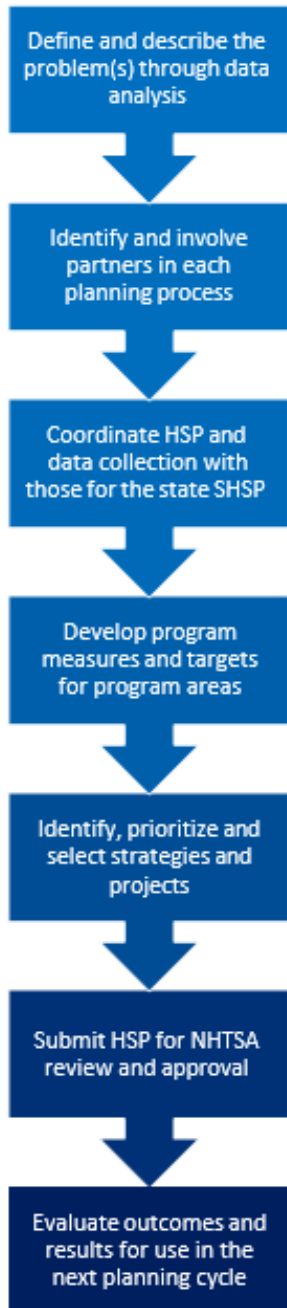 Define and describe the
problem(s) through data
analysis
Identify and involve
partners in each
planning process
Coordinate HSP and
data collection with
those for the state SHSP
Develop program
measures and targets
for program areas
Identify, prioritize and
select strategies and
projects
Submit HSP for NHTSA
review and approval
Evaluate outcomes and
results for use in the
next planning cycle